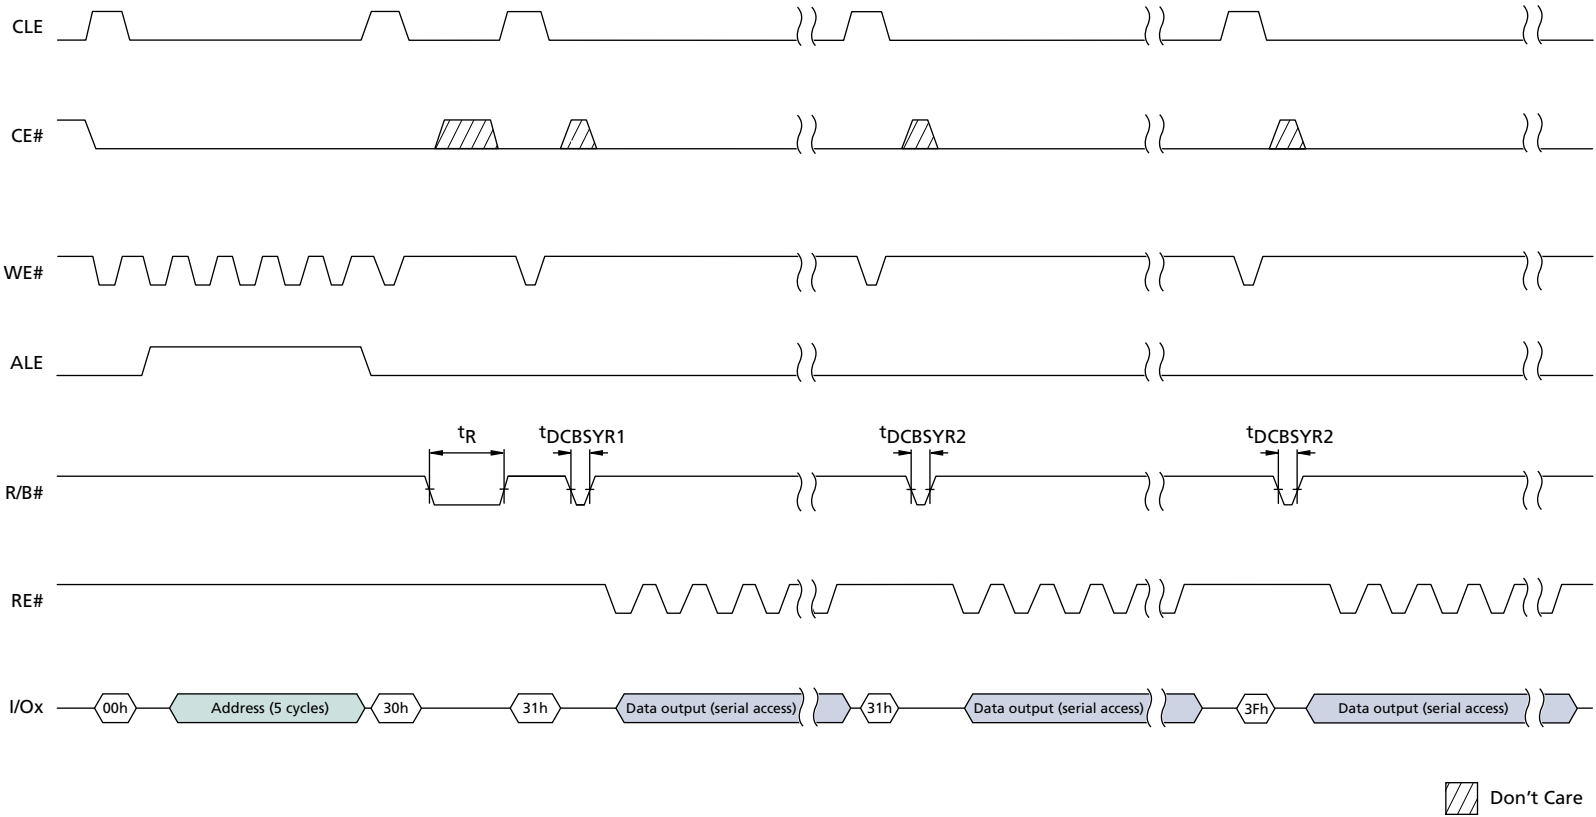 CLE
CE#
WE#
ALE
tR tDCBSYR1 tDCBSYR2 tDCBSYR2
R/B#
RE#
I/Ox 00h Address (5 cycles) 30h 31h Data output (serial access) 31h Data output (serial access) 3Fh Data output (serial access)
Don't Care